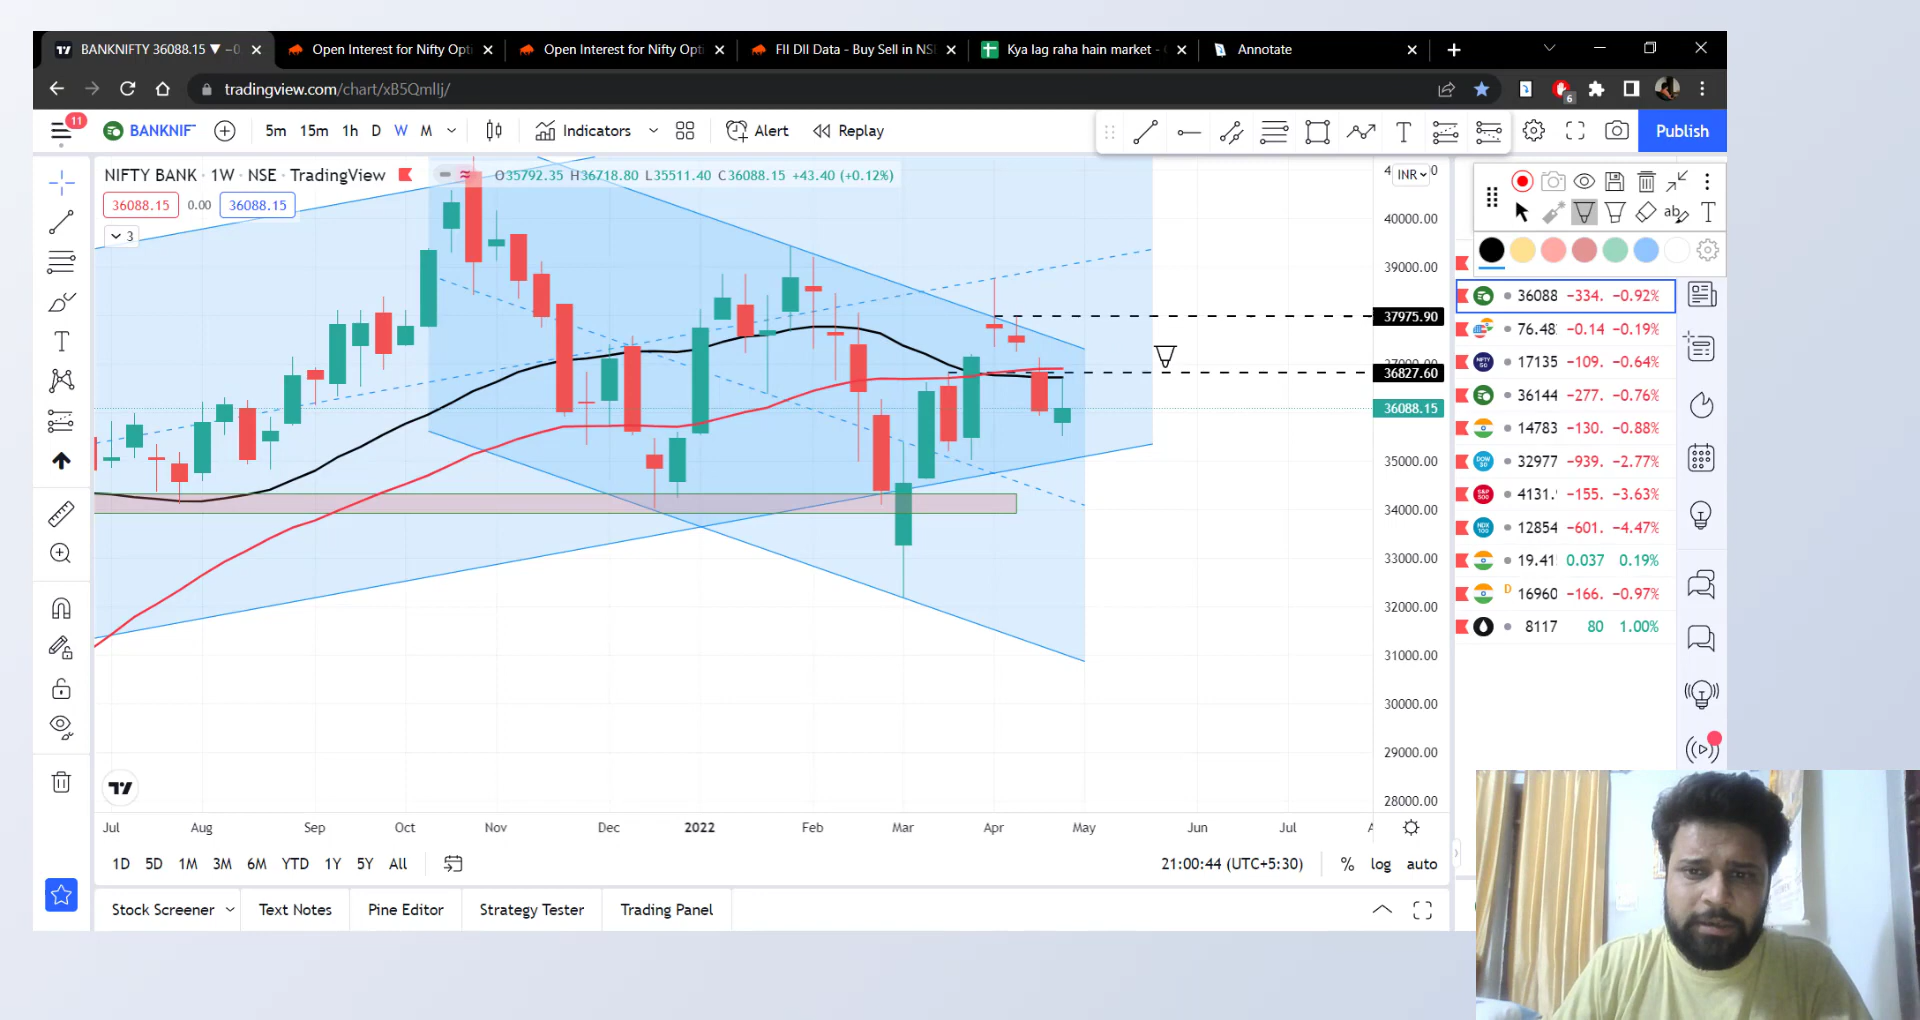 BANKNIFTY 36088.15 ▼ −0
Open Interest for Nifty Opti
Open Interest for Nifty Opti
FII DII Data - Buy Sell in NS
Kya lag raha hain market -
Annotate
tradingview.com/chart/xB5QmlIj/
6
11
BANKNIF
5m 15m 1h D W M
Indicators
Alert
Replay
T
Publish
NIFTY BANK · 1W · NSE · TradingView
O35792.35 H36718.80 L35511.40 C36088.15 +43.40 (+0.12%)
INR
36088.15 0.00 36088.15
3
T
40000.00
39000.00
37975.90
37000.00
36827.60
36088.15
35000.00
34000.00
33000.00
32000.00
31000.00
30000.00
29000.00
28000.00
36088 −334. −0.92%
76.48 −0.14 −0.19%
17135 −109. −0.64%
36144 −277. −0.76%
14783 −130. −0.88%
32977 −939. −2.77%
4131. −155. −3.63%
12854 −601. −4.47%
19.41 0.037 0.19%
D 16960 −166. −0.97%
8117 80 1.00%
Jul Aug Sep Oct Nov Dec 2022 Feb Mar Apr May Jun Jul
1D 5D 1M 3M 6M YTD 1Y 5Y All
21:00:44 (UTC+5:30) % log auto
Stock Screener Text Notes Pine Editor Strategy Tester Trading Panel